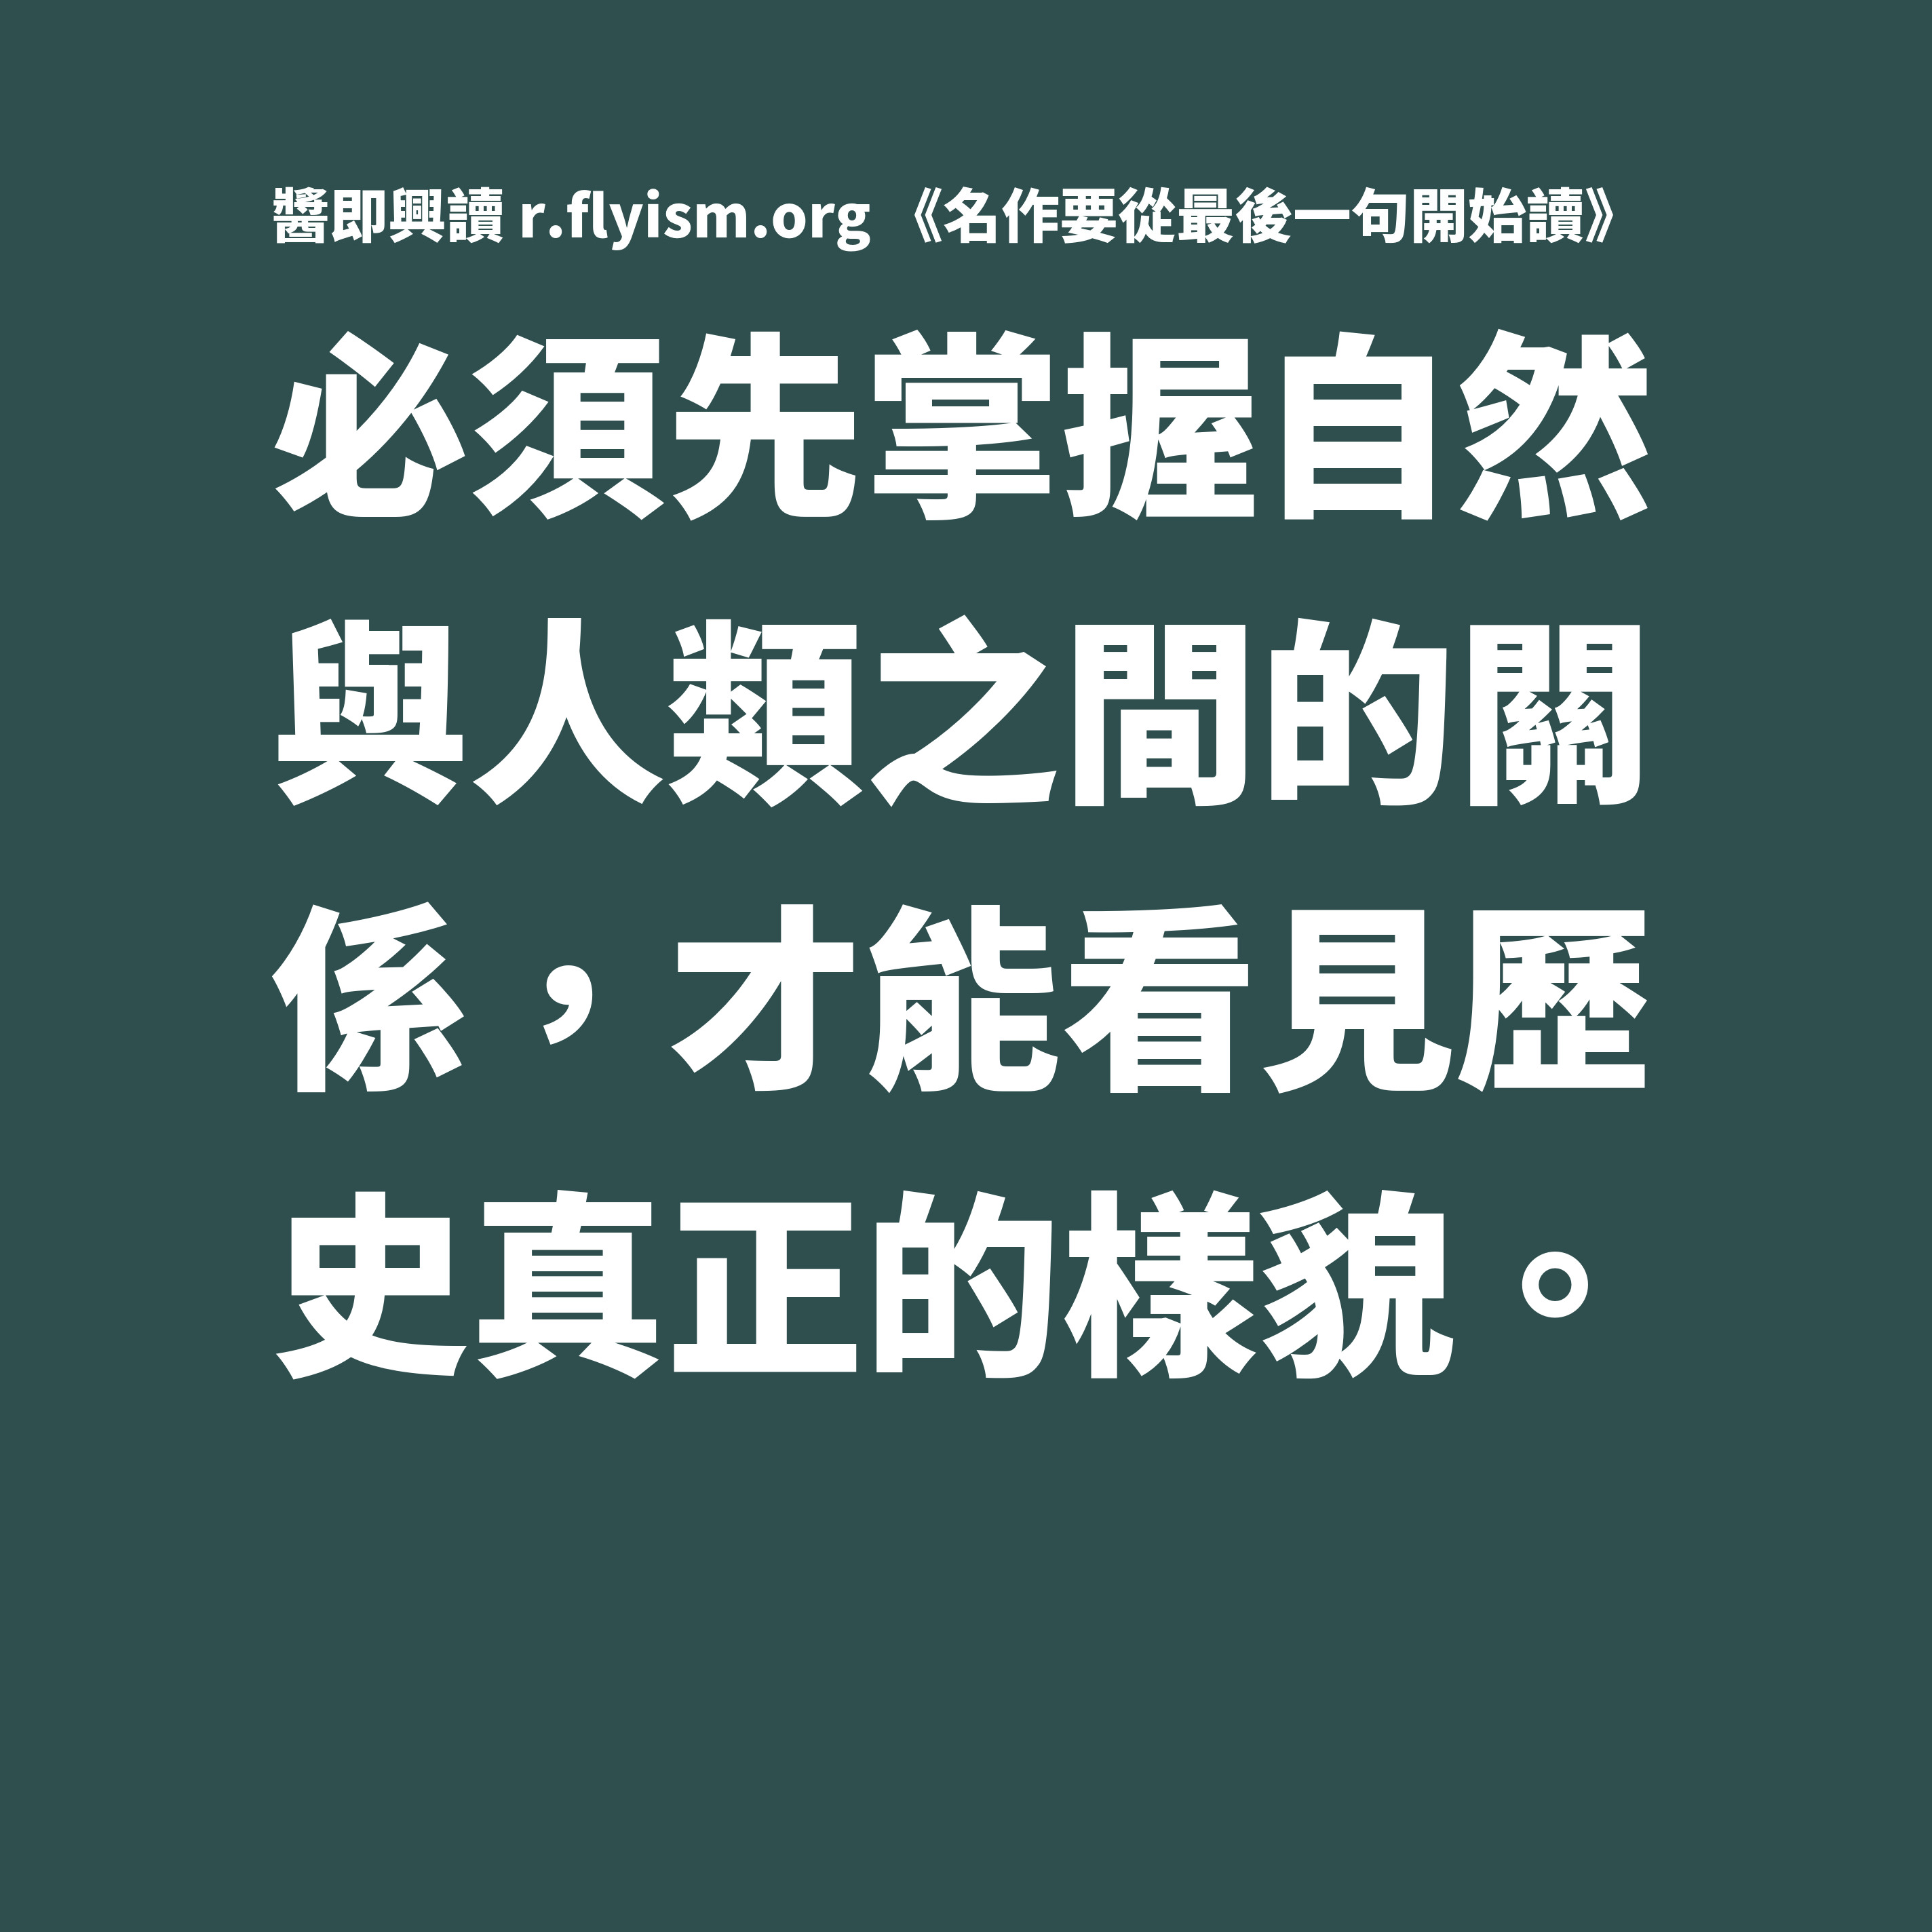 豁即興讀 r.flyism.org《名作要從最後一句開始讀》
必須先掌握自然
與人類之間的關
係，才能看見歷
史真正的樣貌。